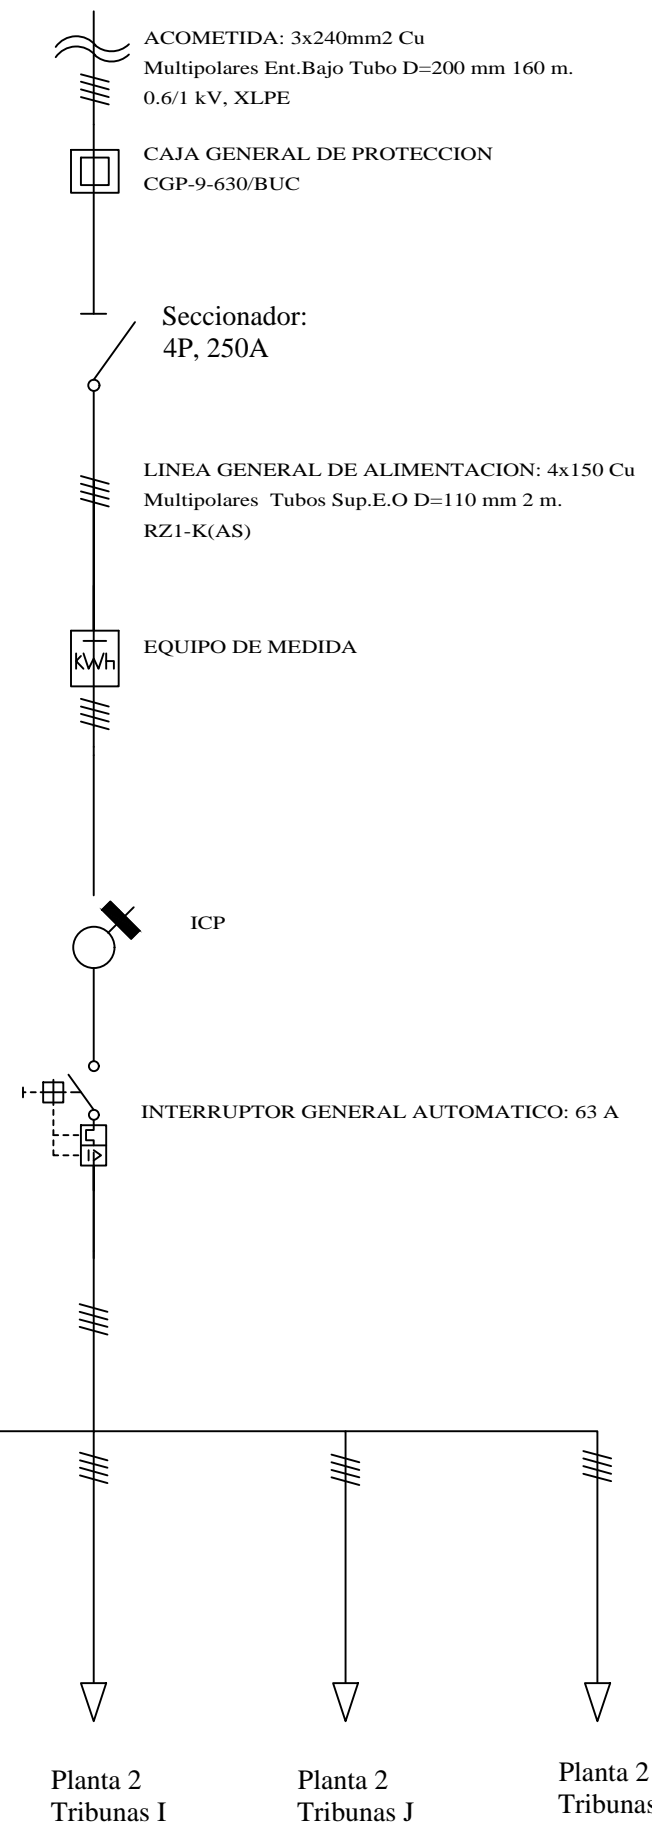 ACOMETIDA: 3x240mm2 Cu
Multipolares Ent.Bajo Tubo D=200 mm 160 m.
0.6/1 kV, XLPE
CAJA GENERAL DE PROTECCION
CGP-9-630/BUC
Seccionador:
4P, 250A
LINEA GENERAL DE ALIMENTACION: 4x150 Cu
Multipolares Tubos Sup.E.O D=110 mm 2 m.
RZ1-K(AS)
EQUIPO DE MEDIDA
kWh
ICP
INTERRUPTOR GENERAL AUTOMATICO: 63 A
Planta 2
Tribunas I
Planta 2
Tribunas J
Planta 2
Tribunas